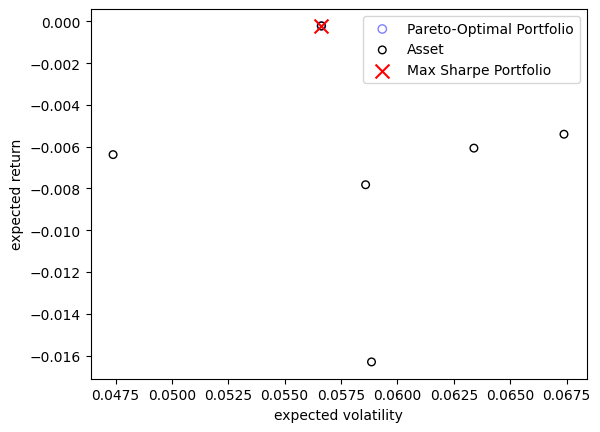 0.000
−0.002
−0.004
−0.006
−0.008
−0.010
−0.012
−0.014
−0.016
expected return
Pareto-Optimal Portfolio
Asset
Max Sharpe Portfolio
0.0475 0.0500 0.0525 0.0550 0.0575 0.0600 0.0625 0.0650 0.0675
expected volatility